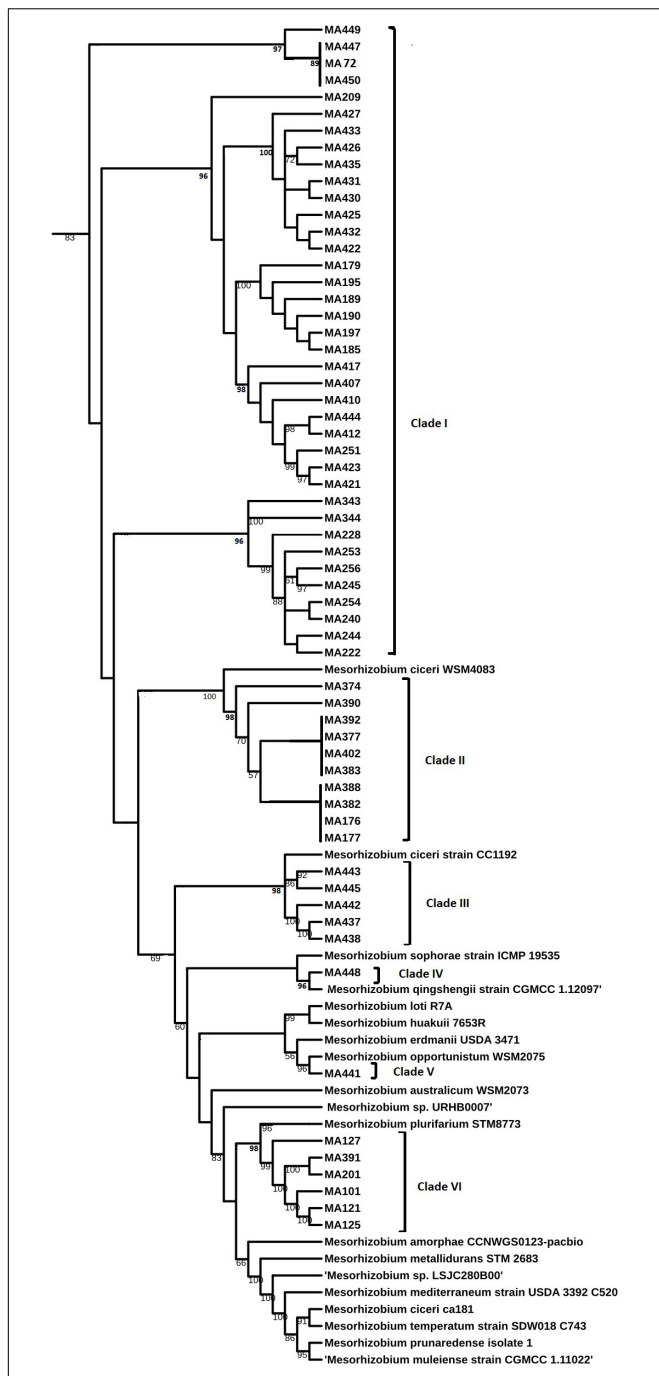 MA449
97
MA447
89
MA72
MA450
MA209
MA427
MA433
100
MA426
72
MA435
96
MA431
MA430
MA425
MA432
83
MA422
MA179
100
MA195
MA189
MA190
MA197
MA185
MA417
98
MA407
MA410
MA444
Clade I
98
MA412
MA251
99
MA423
97
MA421
MA343
100
MA344
96
MA228
99
MA253
MA256
61
97
MA245
88
MA254
MA240
MA244
MA222
Mesorhizobium ciceri WSM4083
100
MA374
98
MA390
70
MA392
MA377
MA402
Clade II
57
MA383
MA388
MA382
MA176
MA177
Mesorhizobium ciceri strain CC1192
92
MA443
86
98
MA445
MA442
Clade III
100
MA437
100
MA438
69
Mesorhizobium sophorae strain ICMP 19535
MA448
Clade IV
96
Mesorhizobium qingshengii strain CGMCC 1.12097'
Mesorhizobium loti R7A
99
Mesorhizobium huakuii 7653R
60
Mesorhizobium erdmanii USDA 3471
56
Mesorhizobium opportunistum WSM2075
96
MA441
Clade V
Mesorhizobium australicum WSM2073
Mesorhizobium sp. URHB0007'
Mesorhizobium plurifarium STM8773
96
MA127
98
83
MA391
99
100
MA201
Clade VI
100
MA101
100
MA121
100
MA125
Mesorhizobium amorphae CCNWGS0123-pacbio
66
Mesorhizobium metallidurans STM 2683
100
'Mesorhizobium sp. LSJC280B00'
100
Mesorhizobium mediterraneum strain USDA 3392 C520
Mesorhizobium ciceri ca181
91
Mesorhizobium temperatum strain SDW018 C743
86
Mesorhizobium prunaredense isolate 1
95
'Mesorhizobium muleiense strain CGMCC 1.11022'